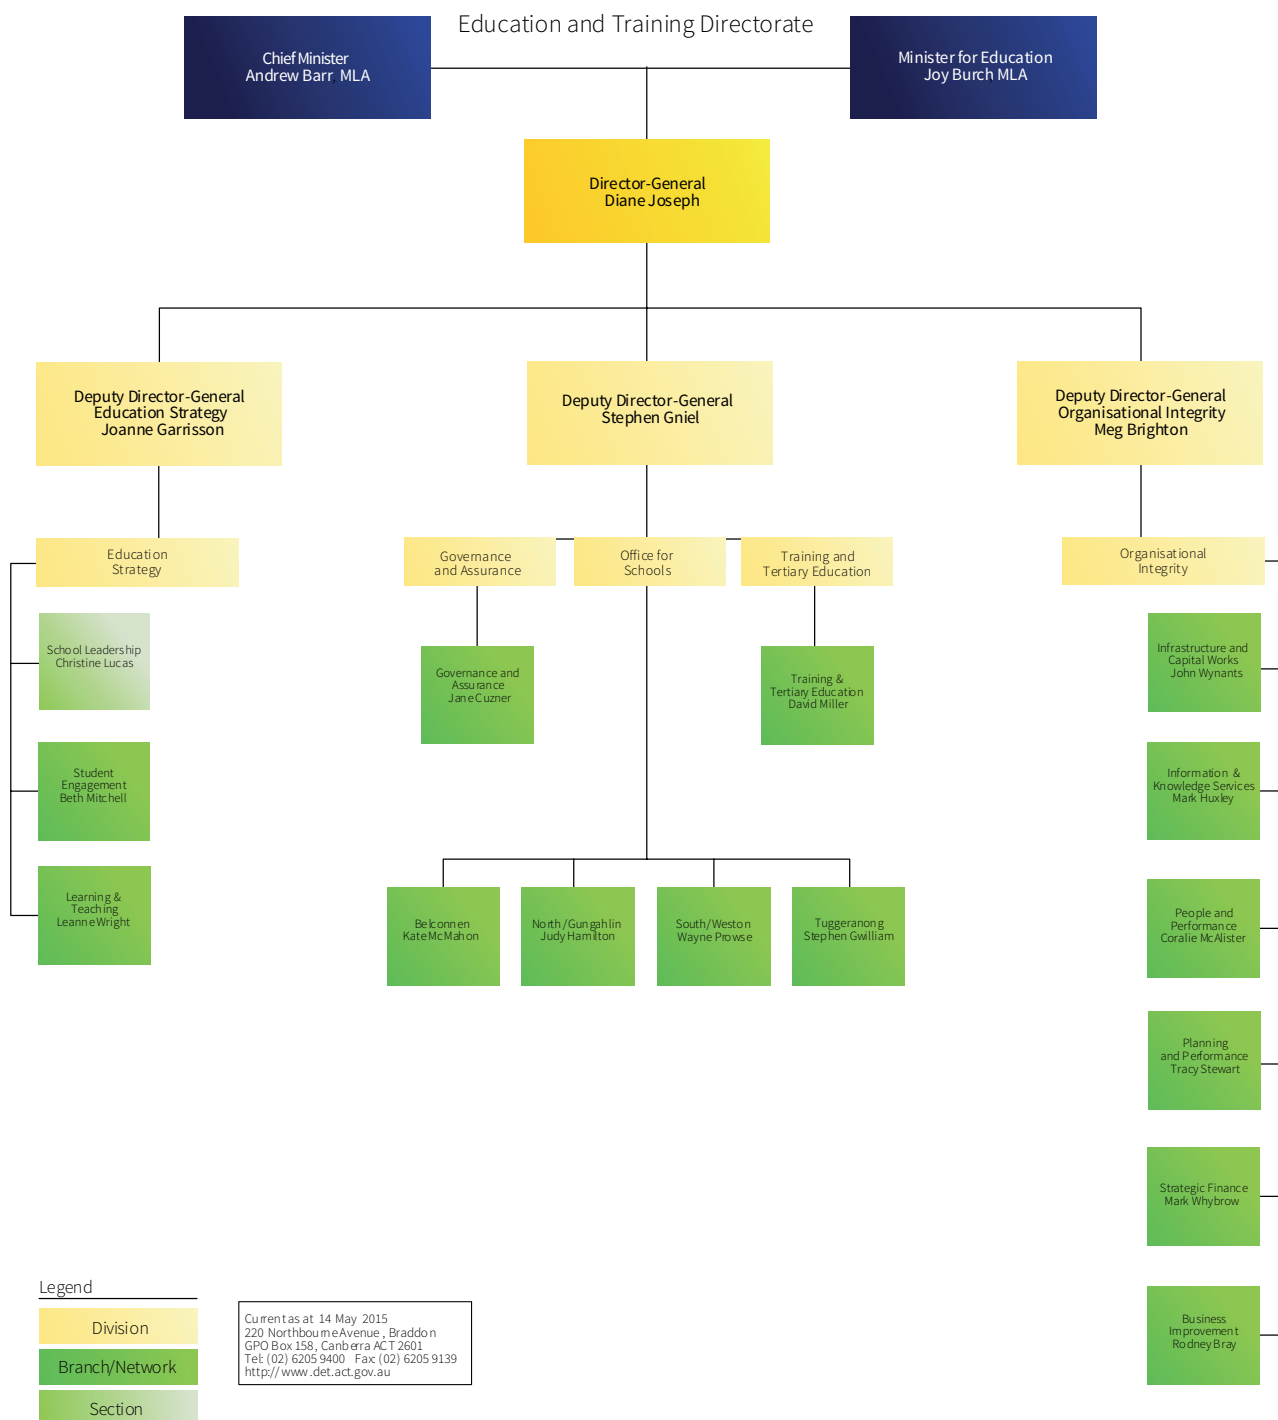 Education and Training Directorate
Chief Minister
Andrew Barr MLA
Minister for Education
Joy Burch MLA
Director-General
Diane Joseph
Deputy Director-General
Education Strategy
Joanne Garrisson
Deputy Director-General
Stephen Gniel
Deputy Director-General
Organisational Integrity
Meg Brighton
Education
Strategy
Governance
and Assurance
Office for
Schools
Training and
Tertiary Education
Organisational
Integrity
School Leadership
Christine Lucas
Student
Engagement
Beth Mitchell
Learning &
Teaching
Leanne Wright
Governance and
Assurance
Jane Cuzner
Training &
Tertiary Education
David Miller
Belconnen
Kate McMahon
North/Gungahlin
Judy Hamilton
South/Weston
Wayne Prowse
Tuggeranong
Stephen Gwilliam
Infrastructure and
Capital Works
John Wynants
Information &
Knowledge Services
Mark Huxley
People and
Performance
Coralie McAlister
Planning
and Performance
Tracy Stewart
Strategic Finance
Mark Whybrow
Business
Improvement
Rodney Bray
Legend
Division
Branch/Network
Section
Current as at 14 May 2015
220 Northbourne Avenue, Braddon
GPO Box 158, Canberra ACT 2601
Tel: (02) 6205 9400 Fax: (02) 6205 9139
http://www.det.act.gov.au